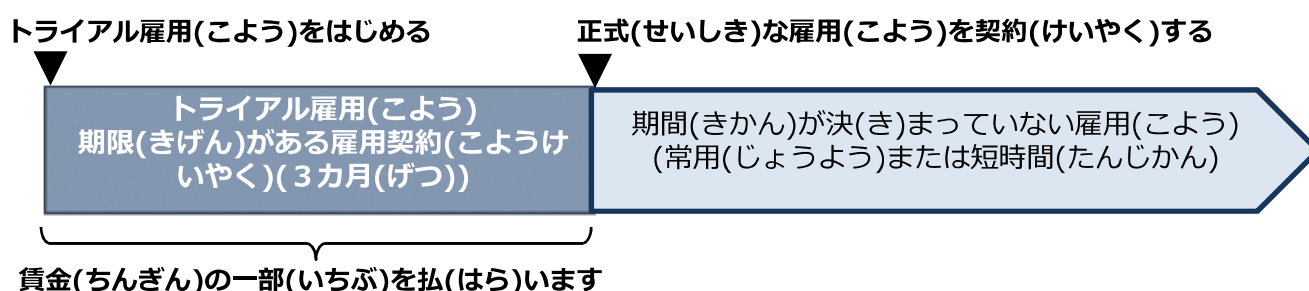 トライアル雇用(こよう)をはじめる
正式(せいしき)な雇用(こよう)を契約(けいやく)する
トライアル雇用(こよう)
期限(きげん)がある雇用契約(こようけ
いやく)(３カ月(げつ))
期間(きかん)が決(き)まっていない雇用(こよう)
(常用(じょうよう)または短時間(たんじかん)
賃金(ちんぎん)の一部(いちぶ)を払(はら)います